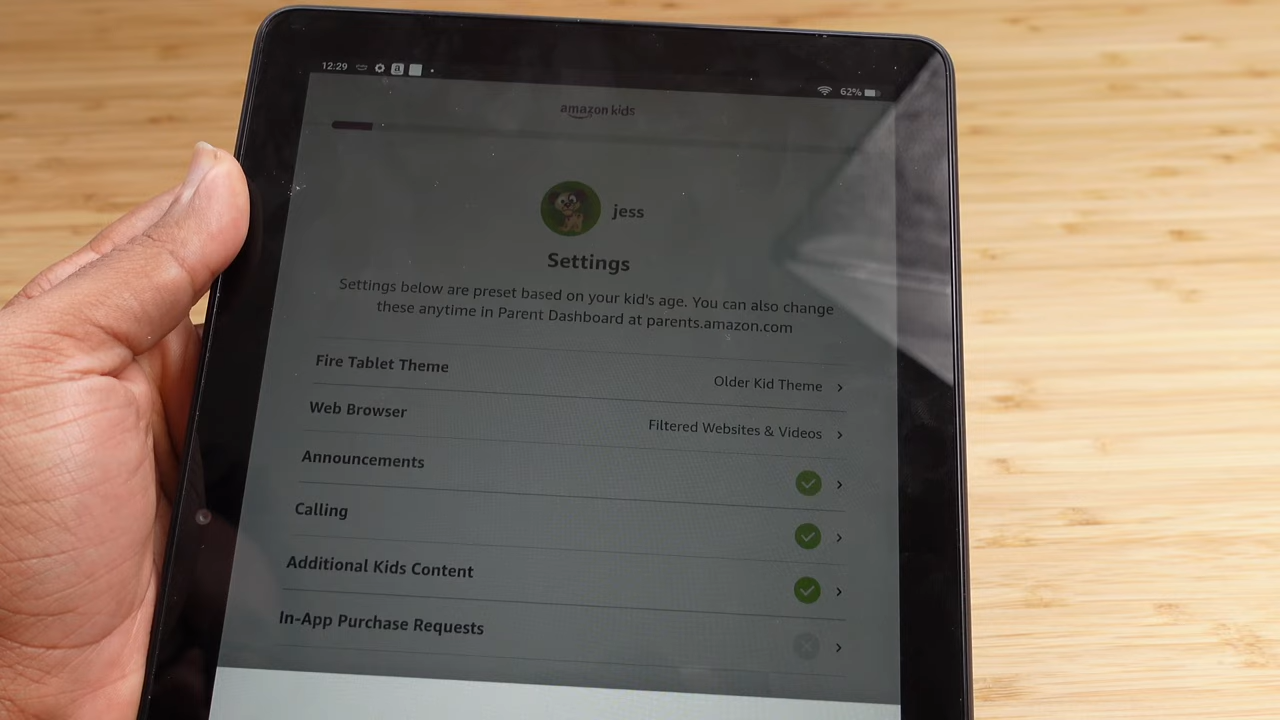 12:29
62%
amazon kids
jess
Settings
Settings below are preset based on your kid's age. You can also change
these anytime in Parent Dashboard at parents.amazon.com
Fire Tablet Theme
Older Kid Theme
Web Browser
Filtered Websites & Videos
Announcements
Calling
Additional Kids Content
In-App Purchase Requests